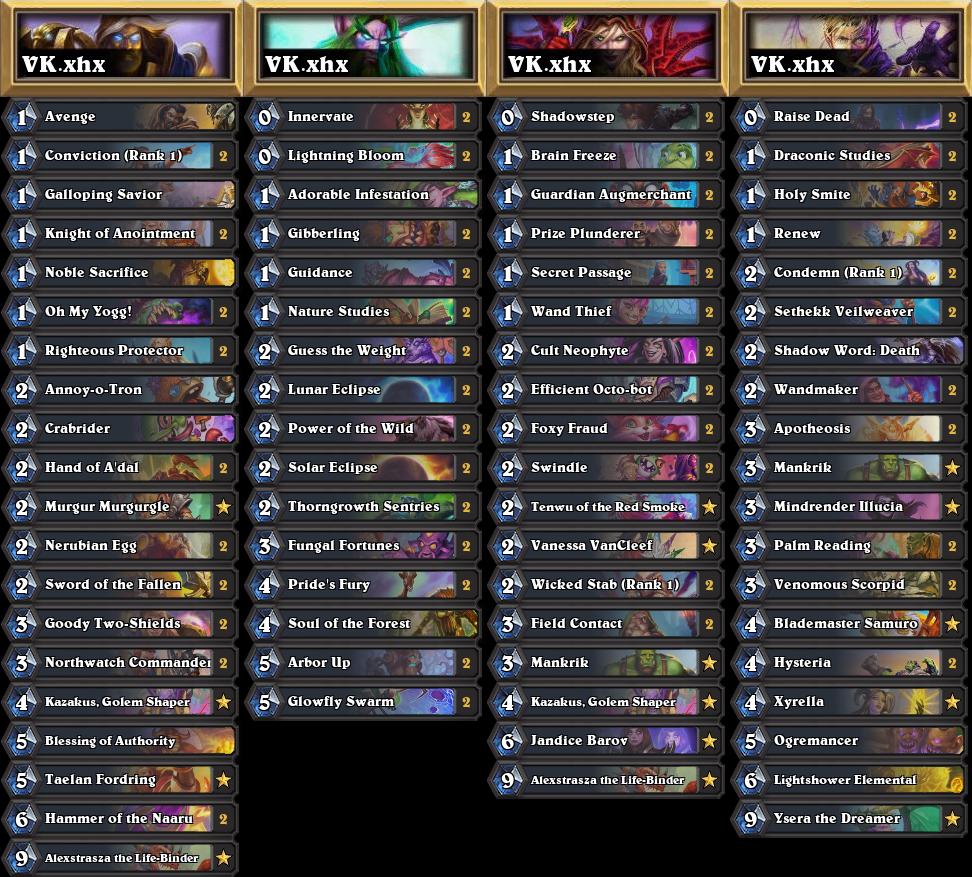 VK.xhx
1 Avenge
1 Conviction (Rank 1) 2
1 Galloping Savior
1 Knight of Anointment 2
1 Noble Sacrifice
1 Oh My Yogg! 2
1 Righteous Protector 2
2 Annoy-o-Tron
2 Crabrider
2 Hand of A'dal 2
2 Murgur Murgurgle
2 Nerubian Egg 2
2 Sword of the Fallen 2
3 Goody Two-Shields 2
3 Northwatch Commander 2
4 Kazakus, Golem Shaper
5 Blessing of Authority
5 Taelan Fordring
6 Hammer of the Naaru 2
9 Alexstrasza the Life-Binder
VK.xhx
0 Innervate 2
0 Lightning Bloom 2
1 Adorable Infestation
1 Gibberling 2
1 Guidance 2
1 Nature Studies 2
2 Guess the Weight 2
2 Lunar Eclipse 2
2 Power of the Wild 2
2 Solar Eclipse 2
2 Thorngrowth Sentries 2
3 Fungal Fortunes 2
4 Pride's Fury 2
4 Soul of the Forest
5 Arbor Up 2
5 Glowfly Swarm 2
VK.xhx
0 Shadowstep 2
1 Brain Freeze 2
1 Guardian Augmerchant 2
1 Prize Plunderer 2
1 Secret Passage 2
1 Wand Thief 2
2 Cult Neophyte 2
2 Efficient Octo-bot 2
2 Foxy Fraud 2
2 Swindle 2
2 Tenwu of the Red Smoke
2 Vanessa VanCleef
2 Wicked Stab (Rank 1) 2
3 Field Contact 2
3 Mankrik
4 Kazakus, Golem Shaper
6 Jandice Barov
9 Alexstrasza the Life-Binder
VK.xhx
0 Raise Dead 2
1 Draconic Studies 2
1 Holy Smite 2
1 Renew 2
2 Condemn (Rank 1) 2
2 Sethekk Veilweaver 2
2 Shadow Word: Death
2 Wandmaker 2
3 Apotheosis 2
3 Mankrik
3 Mindrender Illucia
3 Palm Reading 2
3 Venomous Scorpid 2
4 Blademaster Samuro
4 Hysteria 2
4 Xyrella
5 Ogremancer
6 Lightshower Elemental
9 Ysera the Dreamer